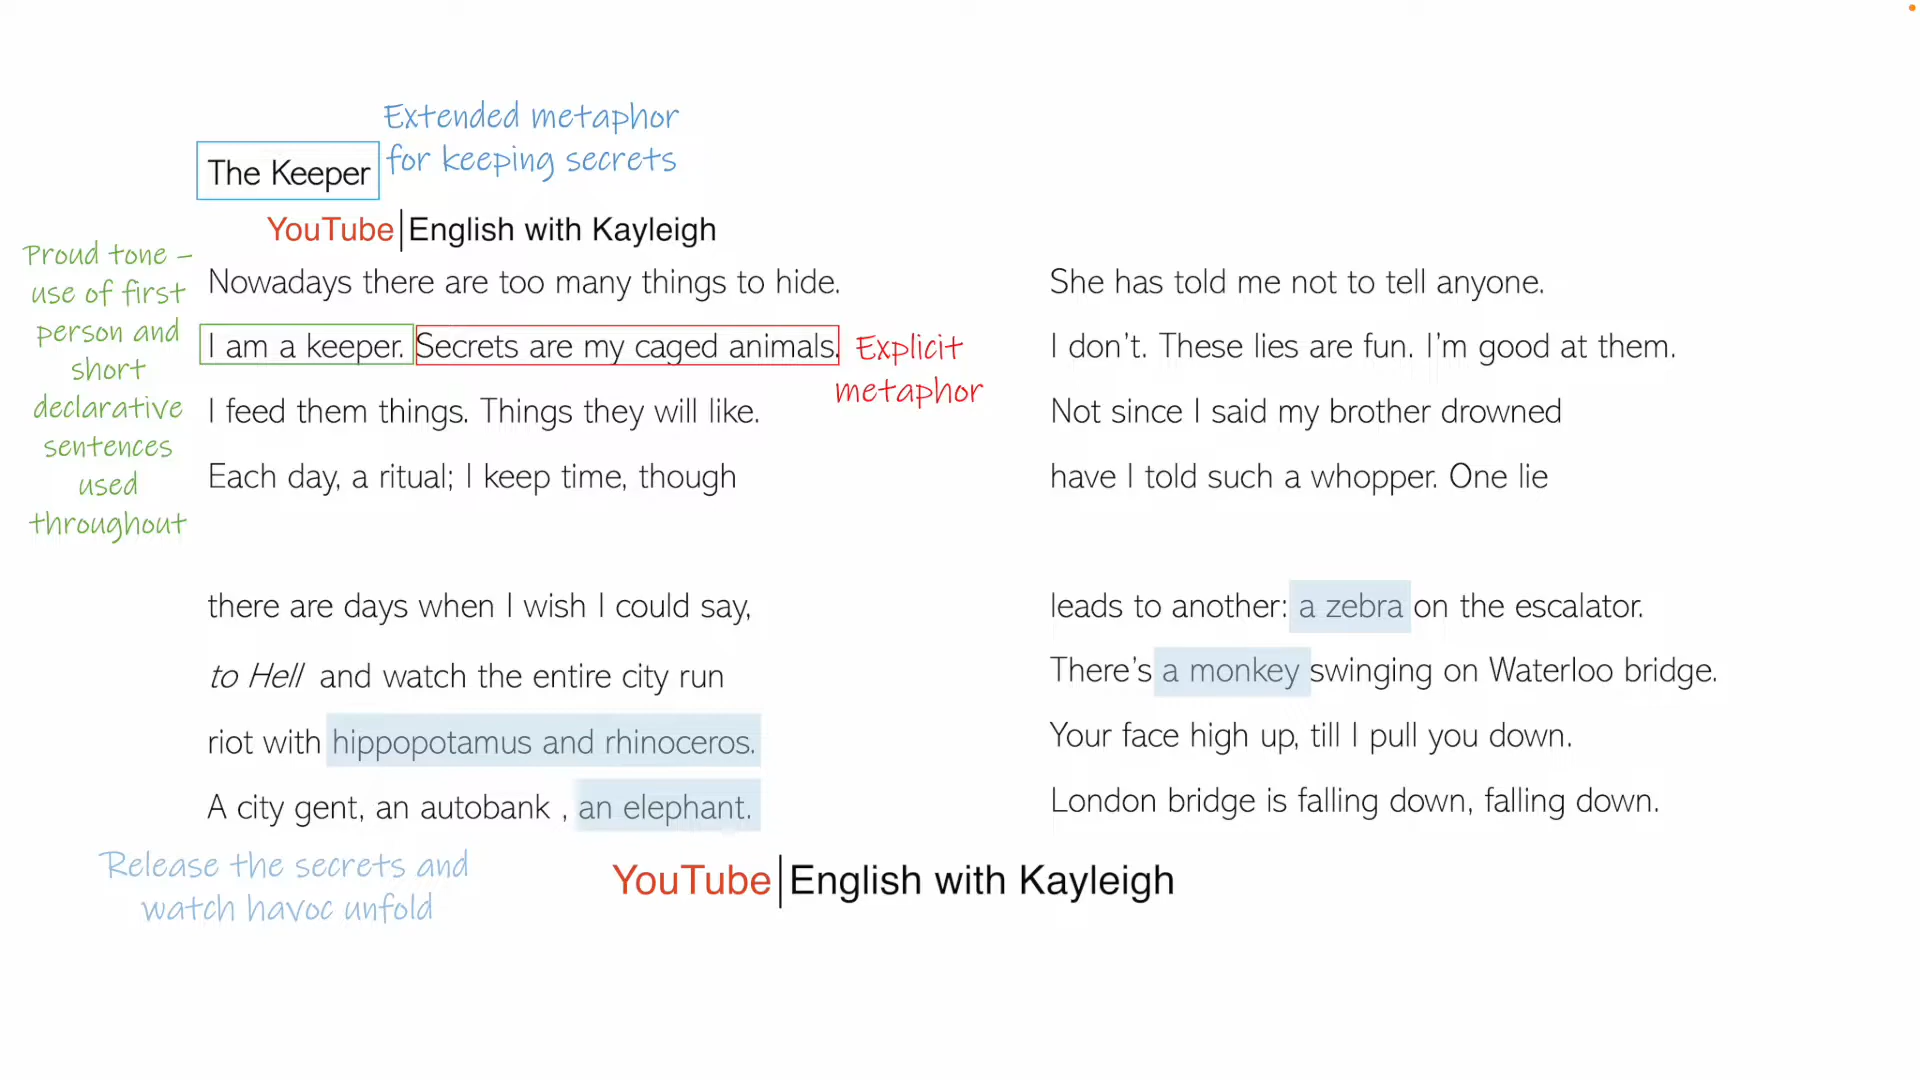 Extended metaphor
for keeping secrets
The Keeper
YouTube|English with Kayleigh
Proud tone –
use of first
person and
short
declarative
sentences
used
throughout
Nowadays there are too many things to hide.
I am a keeper. Secrets are my caged animals.
Explicit
metaphor
I feed them things. Things they will like.
Each day, a ritual; I keep time, though
there are days when I wish I could say,
to Hell and watch the entire city run
riot with hippopotamus and rhinoceros.
A city gent, an autobank , an elephant.
Release the secrets and
watch havoc unfold
She has told me not to tell anyone.
I don’t. These lies are fun. I’m good at them.
Not since I said my brother drowned
have I told such a whopper. One lie
leads to another: a zebra on the escalator.
There’s a monkey swinging on Waterloo bridge.
Your face high up, till I pull you down.
London bridge is falling down, falling down.
YouTube|English with Kayleigh